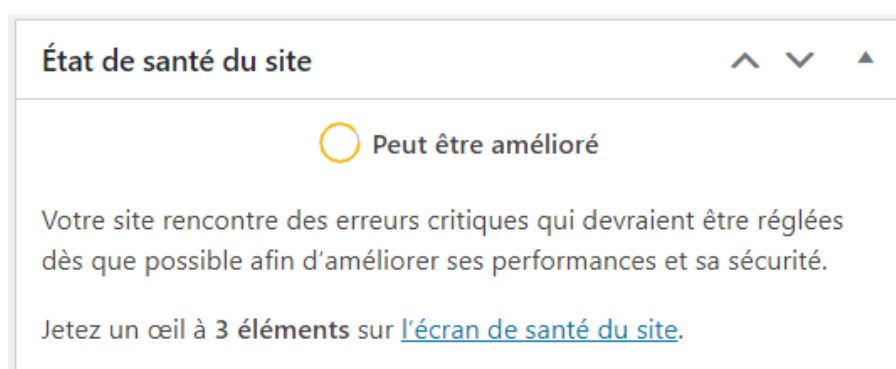 État de santé du site
Peut être amélioré
Votre site rencontre des erreurs critiques qui devraient être réglées
dès que possible afin d’améliorer ses performances et sa sécurité.
Jetez un œil à 3 éléments sur l’écran de santé du site.